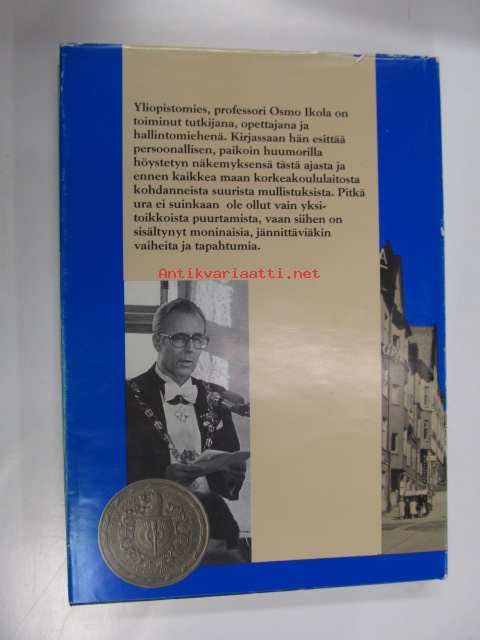 Yliopistomies, professori Osmo Ikola on
toiminut tutkijana, opettajana ja
hallintomiehenä. Kirjassaan hän esittää
persoonallisen, paikoin huumorilla
höystetyn näkemyksensä tästä ajasta ja
ennen kaikkea maan korkeakoululaitosta
kohdanneista suurista mullistuksista. Pitkä
ura ei suinkaan ole ollut vain yksi-
toikkoista puurtamista, vaan siihen on
sisältynyt moninaisia, jännittäviäkin
vaiheita ja tapahtumia.
Antikvariaatti.net